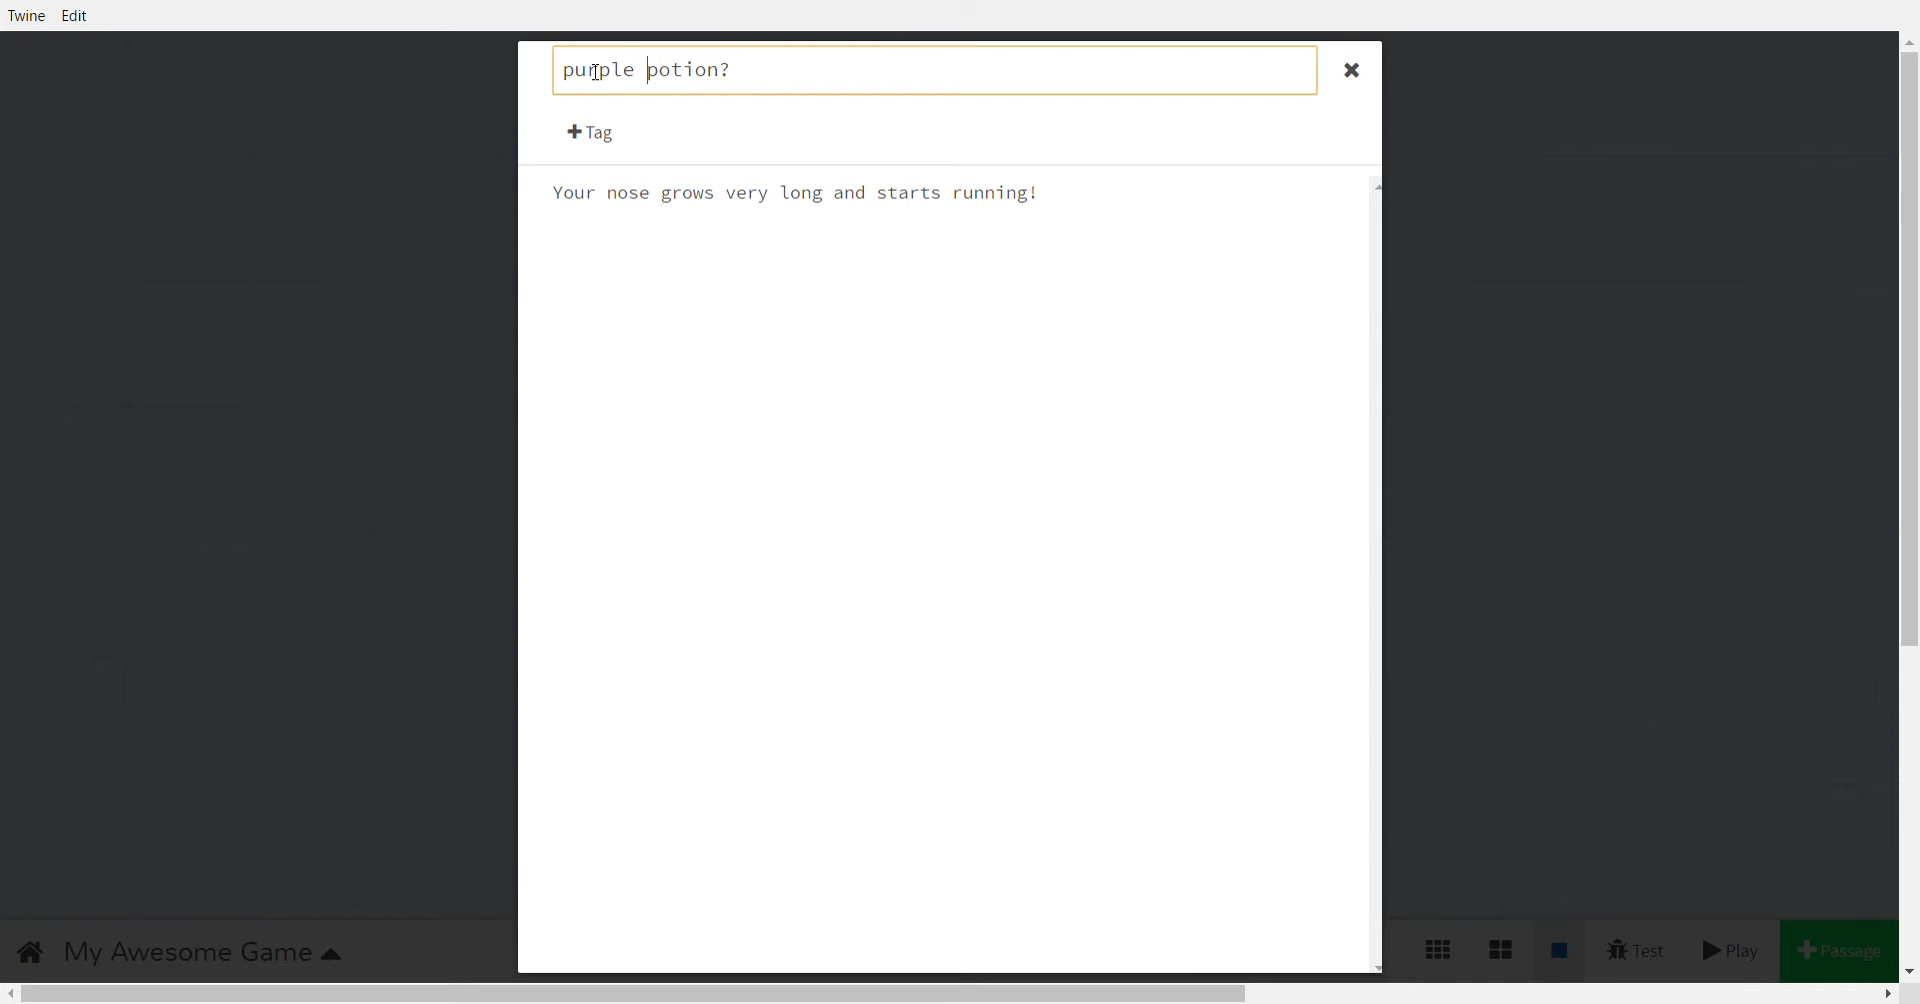 Twine Edit
purple potion?
Tag
Your nose grows very long and starts running!
My Awesome Game Test Play Passage